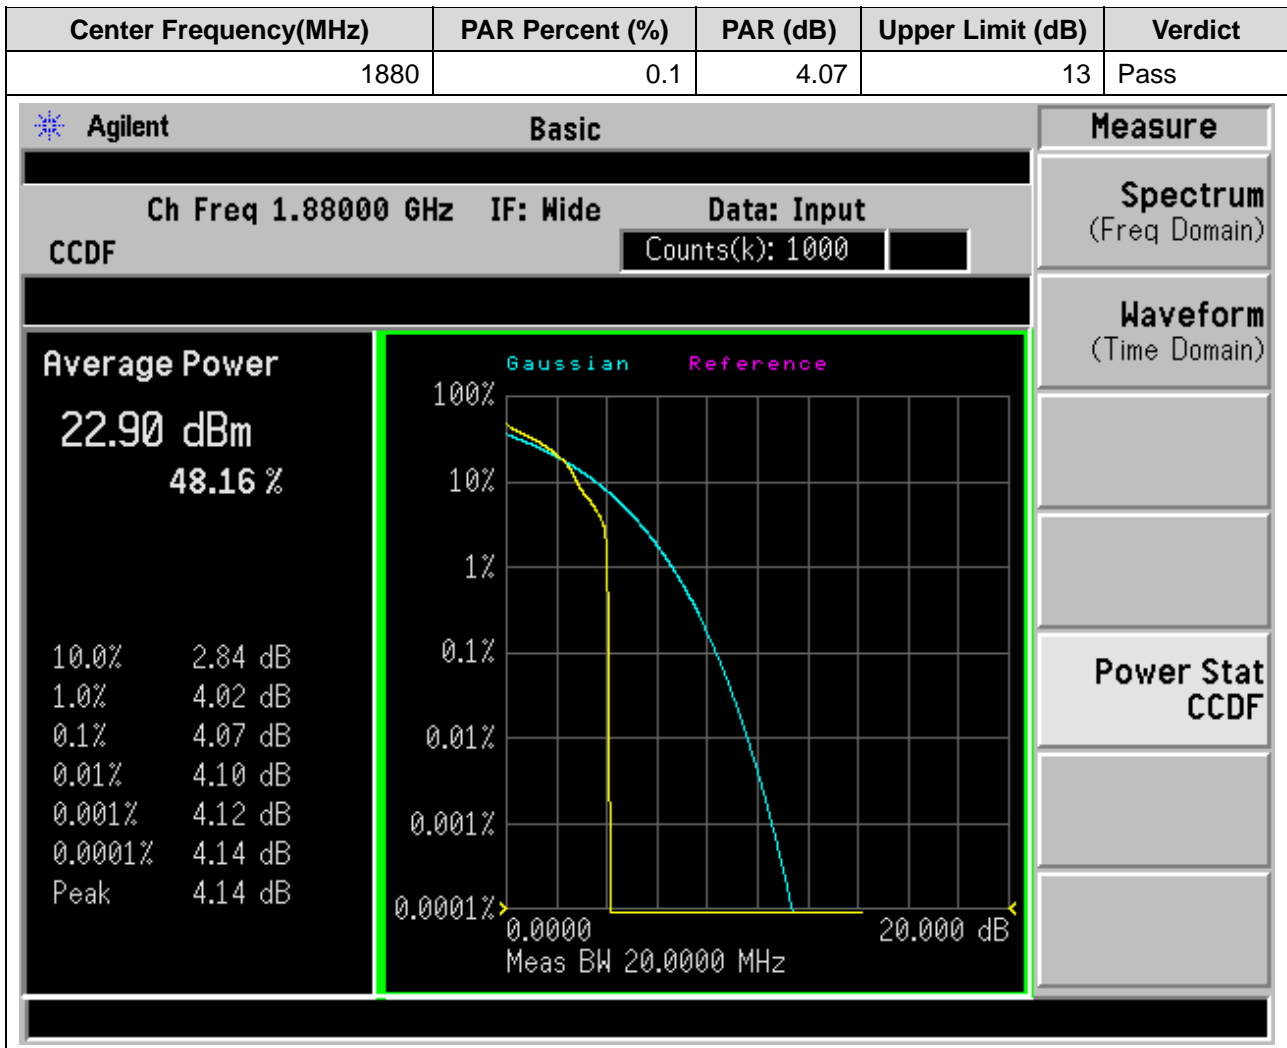 Center Frequency(MHz) PAR Percent (%) PAR (dB) Upper Limit (dB) Verdict
1880 0.1 4.07 13 Pass
Agilent Basic Measure
Ch Freq 1.88000 GHz IF: Wide Data: Input
CCDF Counts(k): 1000
Spectrum
(Freq Domain)
Waveform
(Time Domain)
Power Stat
CCDF
Average Power
22.90 dBm
48.16 %
10.0% 2.84 dB
1.0% 4.02 dB
0.1% 4.07 dB
0.01% 4.10 dB
0.001% 4.12 dB
0.0001% 4.14 dB
Peak 4.14 dB
Gaussian Reference
100%
10%
1%
0.1%
0.01%
0.001%
0.0001%
0.0000 20.000 dB
Meas BW 20.0000 MHz